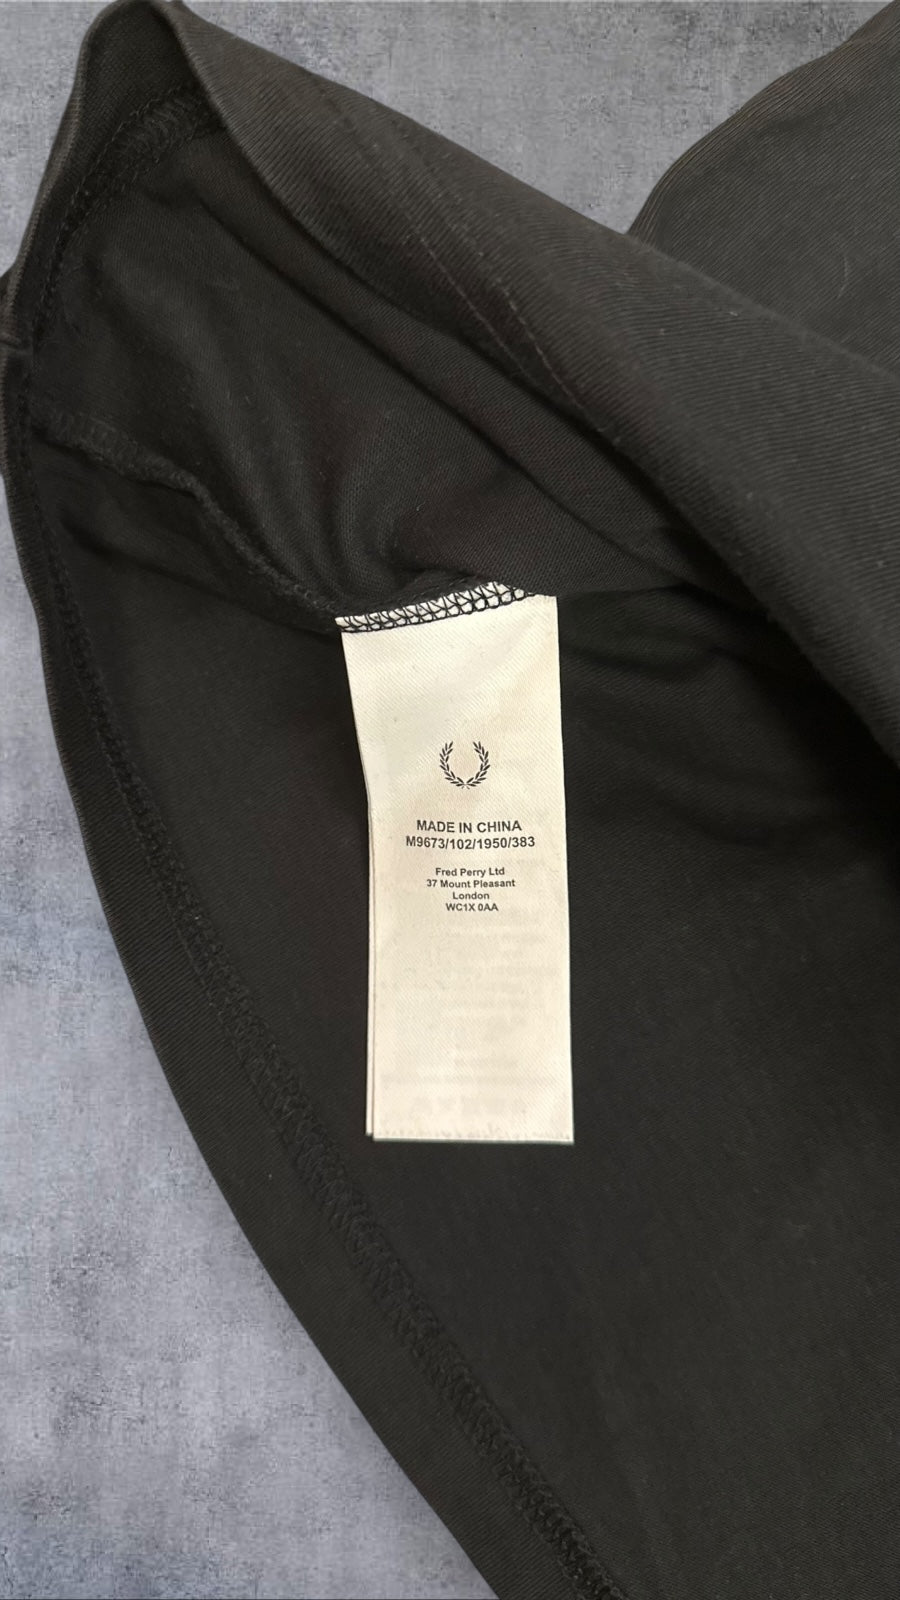 MADE IN CHINA
M9673/102/1950/383
Fred Perry Ltd
37 Mount Pleasant
London
WC1X 0AA